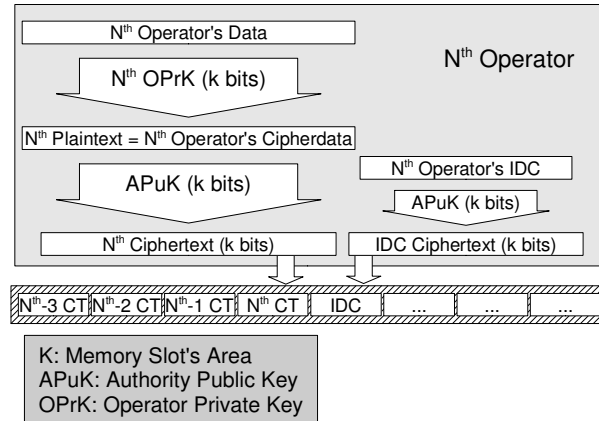 Nth Operator's Data
Nth Operator
Nth OPrK (k bits)
Nth Plaintext = Nth Operator's Cipherdata
Nth Operator's IDC
APuK (k bits)
APuK (k bits)
Nth Ciphertext (k bits)
IDC Ciphertext (k bits)
Nth-3 CT Nth-2 CT Nth-1 CT Nth CT IDC ... ... ...
K: Memory Slot's Area
APuK: Authority Public Key
OPrK: Operator Private Key